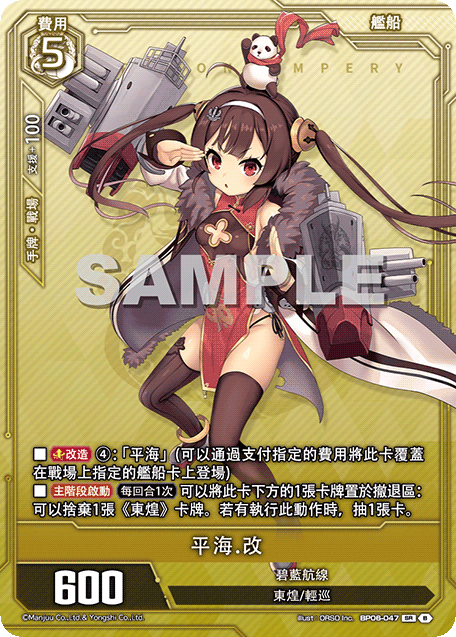 費用
5
艦船
手牌・戰場
支援+100
SAMPLE
■ 改造 ④:「平海」(可以通過支付指定的費用將此卡覆蓋
在戰場上指定的艦船卡上登場)
■ 主階段啟動 每回合1次 可以將此卡下方的1張卡牌置於撤退區:
可以捨棄1張《東煌》卡牌。若有執行此動作時，抽1張卡。
平海.改
600
碧藍航線
東煌/輕巡
©Manjuu Co.,Ltd. & Yongshi Co.,Ltd. illust ORSO Inc. BP06-047 SR